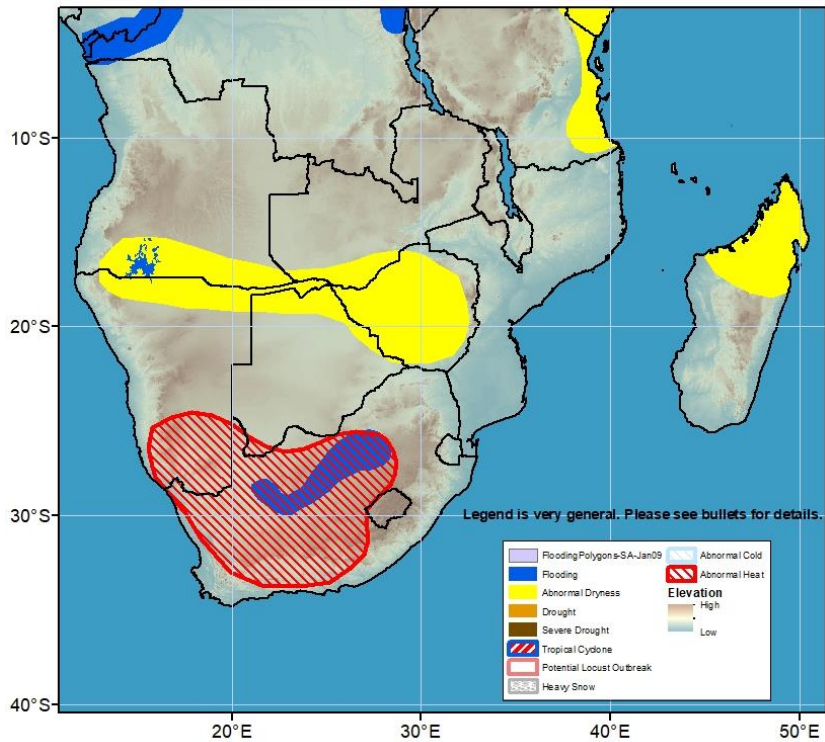 10°S
20°S
30°S
Legend is very general. Please see bullets for details.
FloodingPolygons-SA-Jan09
Flooding
Abnormal Dryness
Drought
Severe Drought
Tropical Cyclone
Potential Locust Outbreak
Heavy Snow
Abnormal Cold
Abnormal Heat
Elevation
High
Low
40°S
20°E
30°E
40°E
50°E